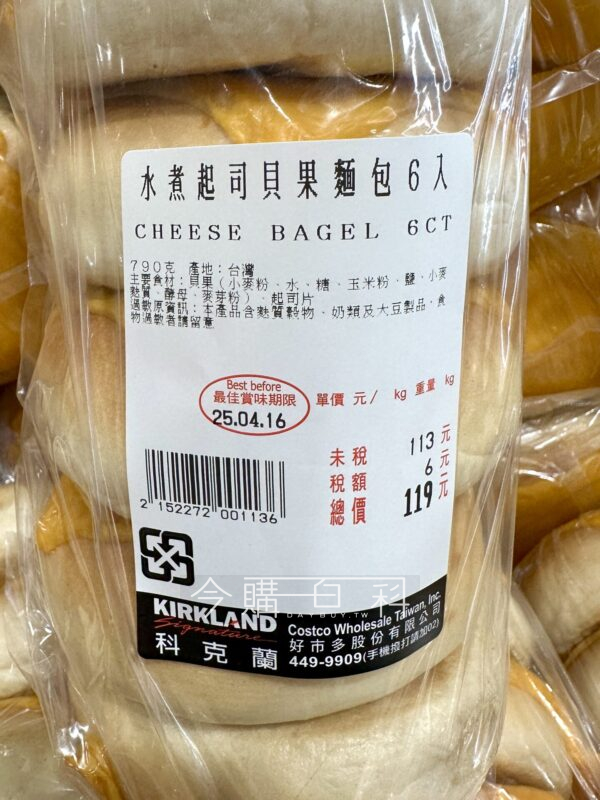 水煮起司貝果麵包6入
CHEESE BAGEL 6CT
790克 產地：台灣
主要食材：貝果(小麥粉、水、糖、玉米粉、鹽、小麥
麩質、酵母、麥芽粉)、起司片
過敏原資訊：本產品含麩質穀物、奶類及大豆製品，食
物過敏者請留意
Best before
最佳賞味期限
25.04.16
單價 元/ kg 重量 kg
未稅 113 元
稅額 6 元
總價 119 元
2 152272 001136
今購百科
DAYBUY.TW
KIRKLAND
Signature
科克蘭
Costco Wholesale Taiwan, Inc.
好市多股份有限公司
449-9909(手機撥打請加02)